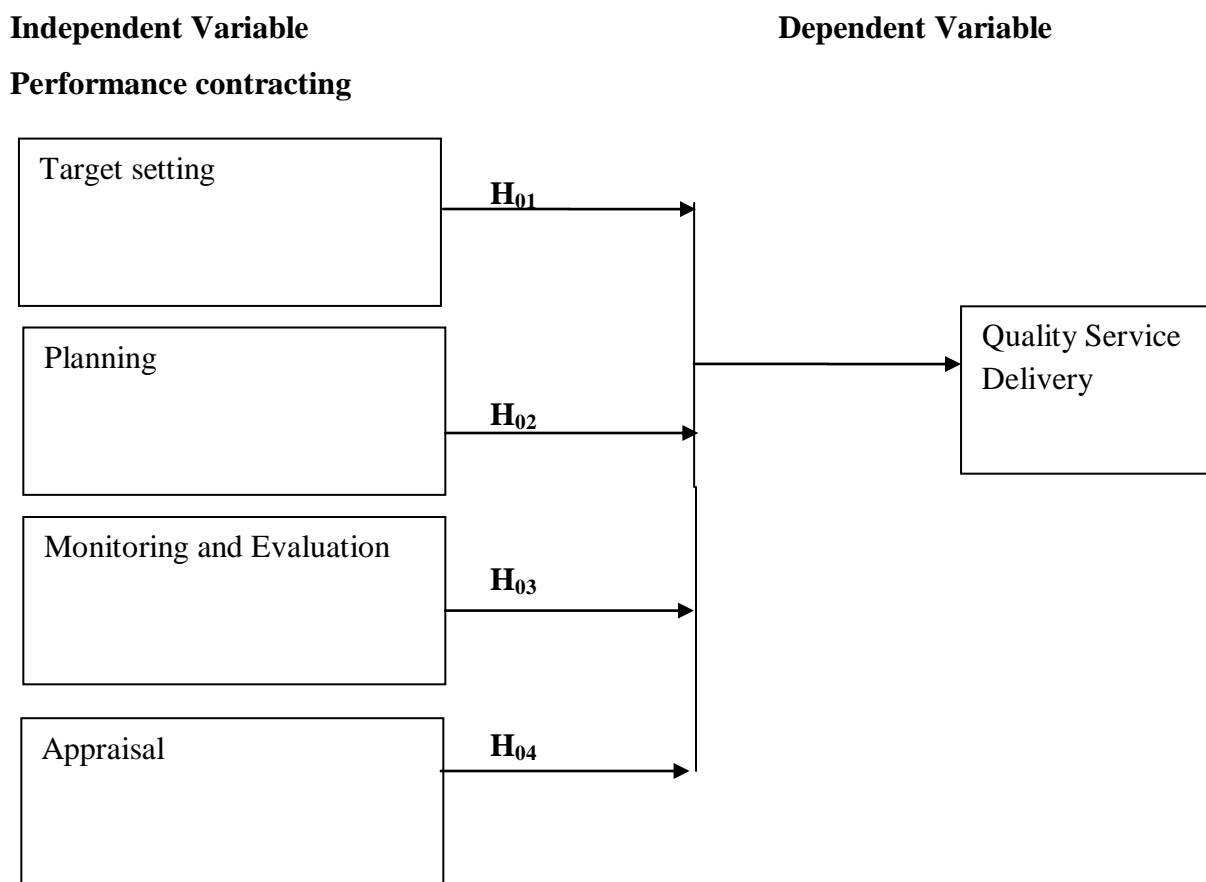 Independent Variable
Dependent Variable
Performance contracting
Target setting
H01
Planning
H02
Quality Service
Delivery
Monitoring and Evaluation
H03
Appraisal
H04